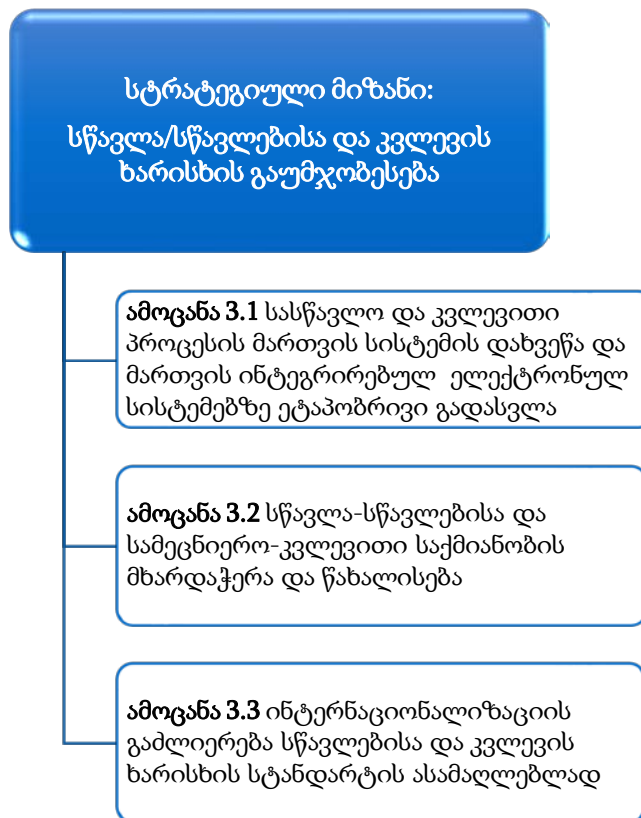 სტრატეგიული მიზანი:
სწავლა/სწავლებისა და კვლევის
ხარისხის გაუმჯობესება
ამოცანა 3.1 სასწავლო და კვლევითი
პროცესის მართვის სისტემის დახვეწა და
მართვის ინტეგრირებულ ელექტრონულ
სისტემებზე ეტაპობრივი გადასვლა
ამოცანა 3.2 სწავლა-სწავლებისა და
სამეცნიერო-კვლევითი საქმიანობის
მხარდაჭერა და წახალისება
ამოცანა 3.3 ინტერნაციონალიზაციის
გაძლიერება სწავლებისა და კვლევის
ხარისხის სტანდარტის ასამაღლებლად